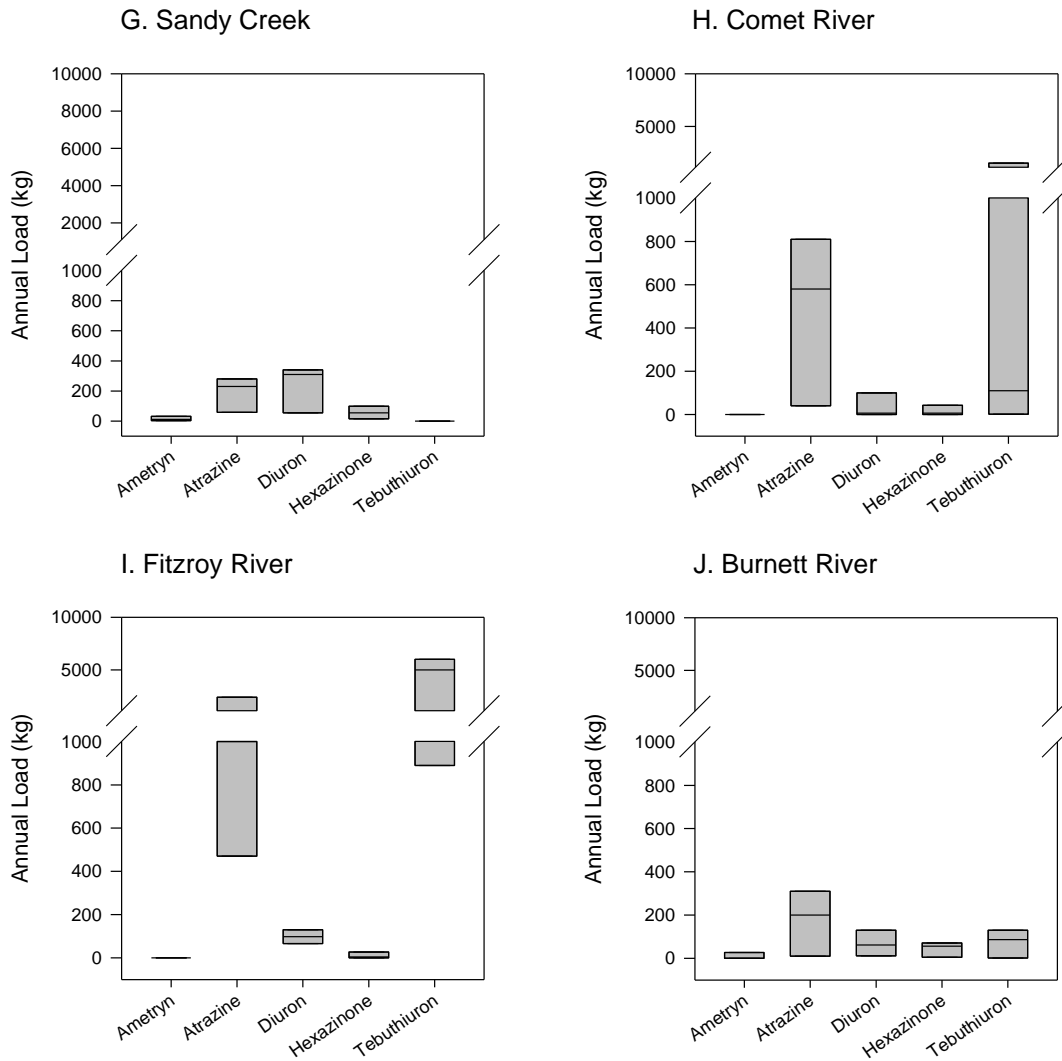 G. Sandy Creek
Annual Load (kg)
10000
8000
6000
4000
2000
1000
800
600
400
200
0
Ametryn
Atrazine
Diuron
Hexazinone
Tebuthiuron
H. Comet River
Annual Load (kg)
10000
5000
1000
800
600
400
200
0
Ametryn
Atrazine
Diuron
Hexazinone
Tebuthiuron
I. Fitzroy River
Annual Load (kg)
10000
5000
1000
800
600
400
200
0
Ametryn
Atrazine
Diuron
Hexazinone
Tebuthiuron
J. Burnett River
Annual Load (kg)
10000
5000
1000
800
600
400
200
0
Ametryn
Atrazine
Diuron
Hexazinone
Tebuthiuron